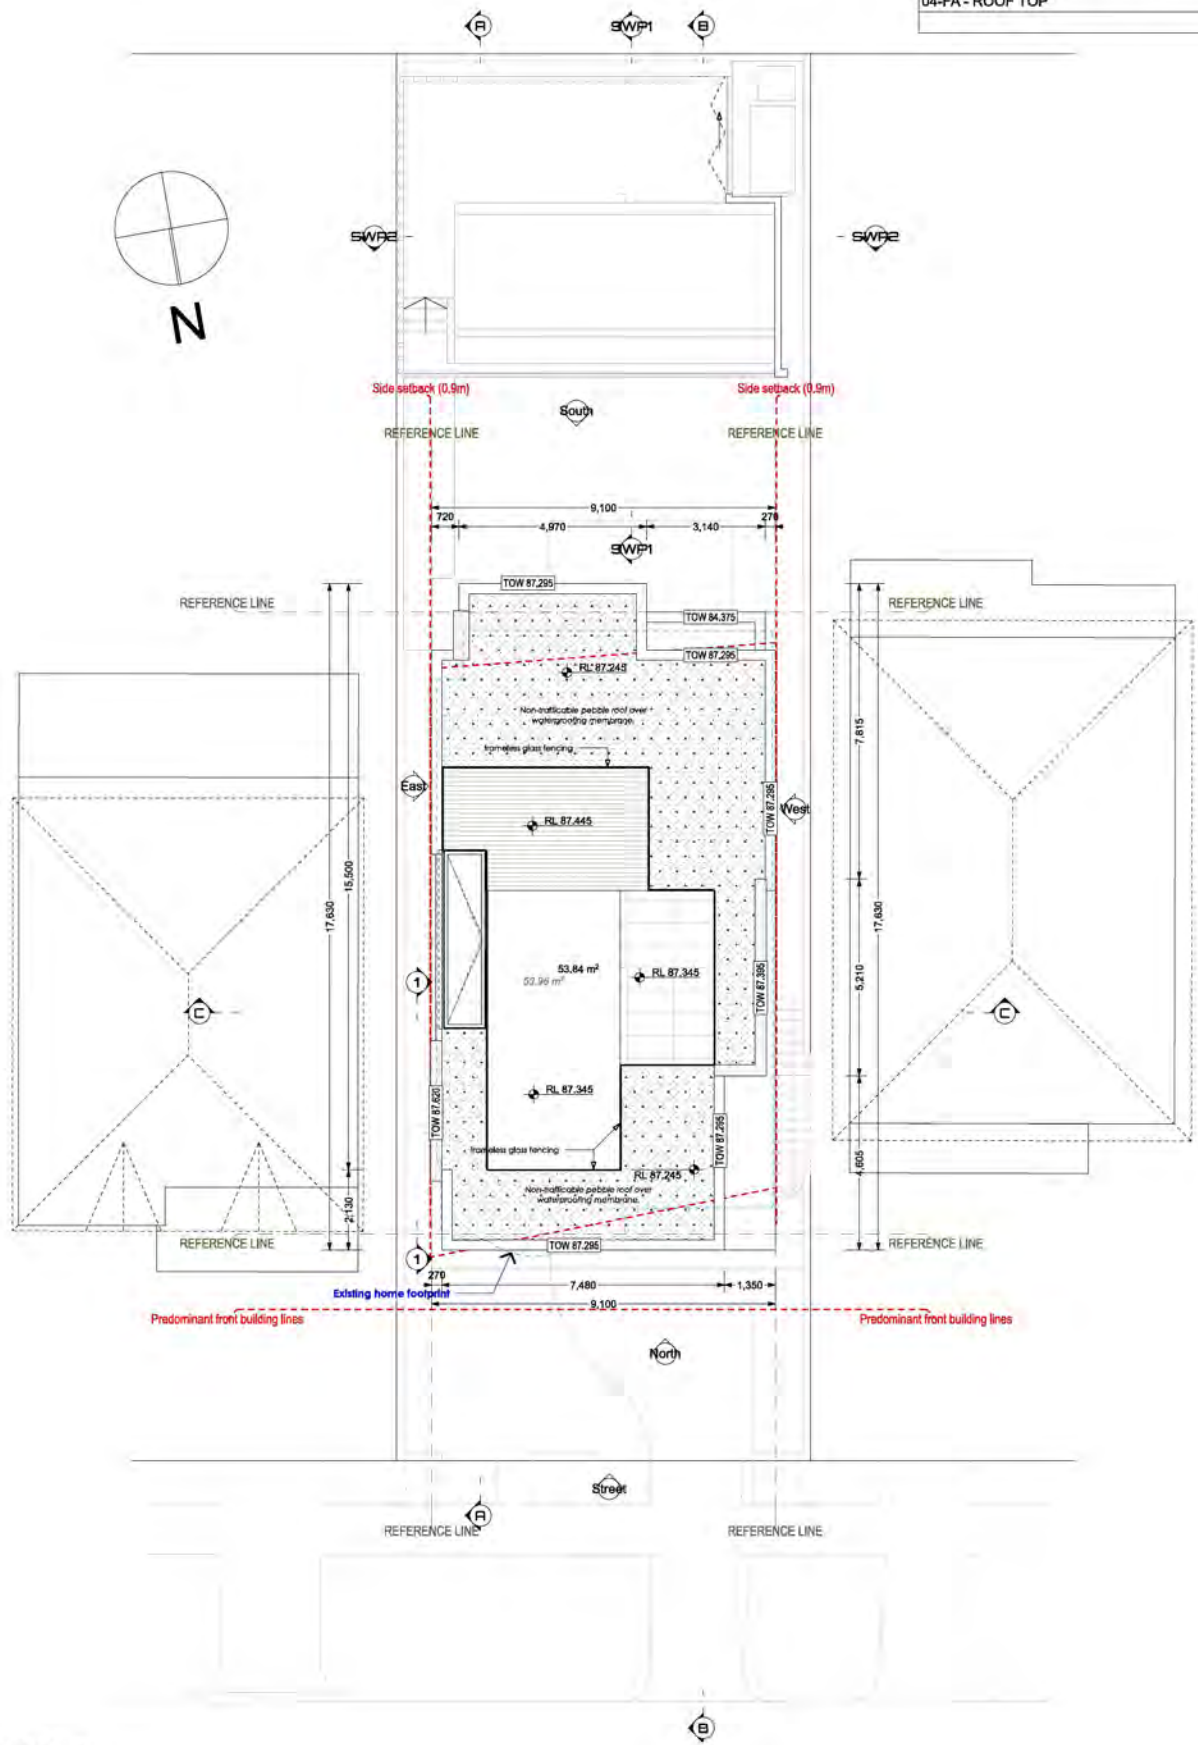 04-FA - ROOF TOP
A
SWP1
B
SWP2
SWP2
N
Side setback (0.9m)
Side setback (0.9m)
South
REFERENCE LINE
REFERENCE LINE
9,100
720
4,970
3,140
270
SWP1
TOW 87.295
REFERENCE LINE
REFERENCE LINE
TOW 84.375
TOW 87.295
RL 87.245
Non-trafficable pebble roof over
waterproofing membrane.
frameless glass fencing
7,815
East
West
TOW 87.295
RL 87.445
15,500
17,630
17,630
53.84 m²
53.96 m²
RL 87.345
1
5,210
TOW 87.395
C
C
RL 87.345
TOW 87.620
TOW 87.295
frameless glass fencing
4,605
RL 87.245
Non-trafficable pebble roof over
waterproofing membrane.
2,130
REFERENCE LINE
TOW 87.295
REFERENCE LINE
1
270
7,480
1,350
Existing home footprint
9,100
Predominant front building lines
Predominant front building lines
North
Street
A
REFERENCE LINE
REFERENCE LINE
B